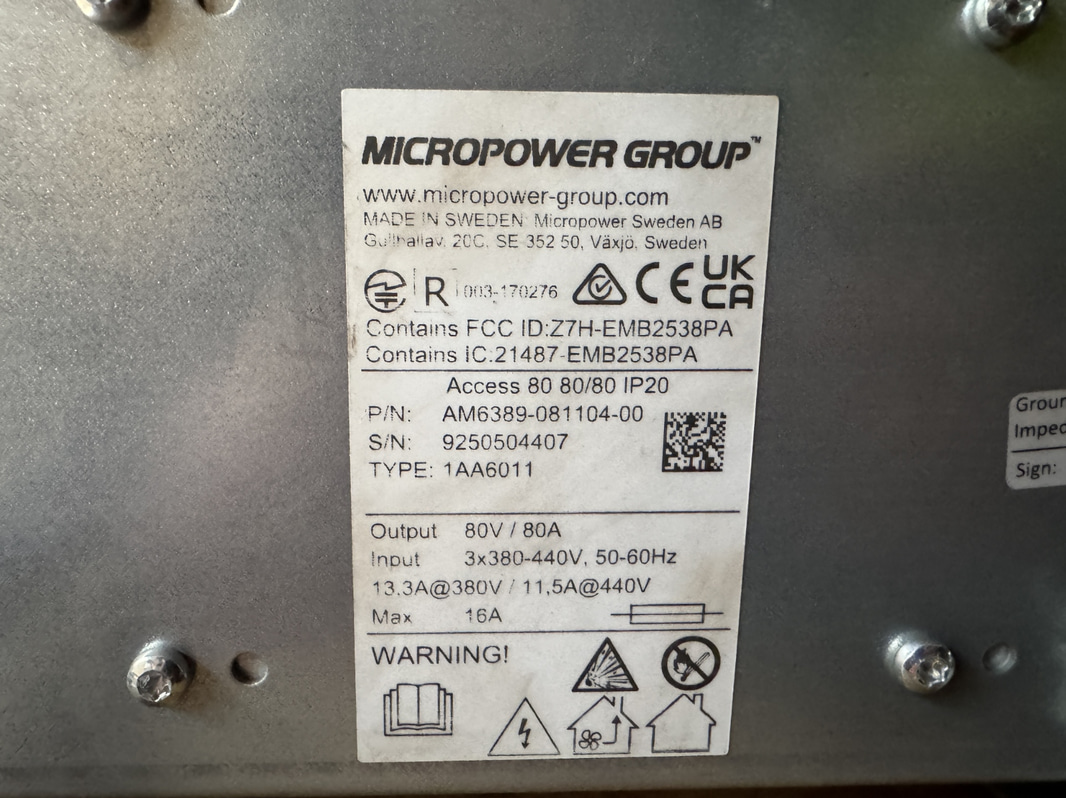 MICROPOWER GROUP™
www.micropower-group.com
MADE IN SWEDEN: Micropower Sweden AB
20C, SE-352 50, Växjö, Sweden
R 003-170276 CE UK CA
Contains FCC ID:Z7H-EMB2538PA
Contains IC:21487-EMB2538PA
Access 80 80/80 IP20
P/N: AM6389-081104-00
S/N: 9250504407
TYPE: 1AA6011
Output 80V / 80A
Input 3x380-440V, 50-60Hz
13.3A@380V / 11,5A@440V
Max 16A
WARNING!
Sign: